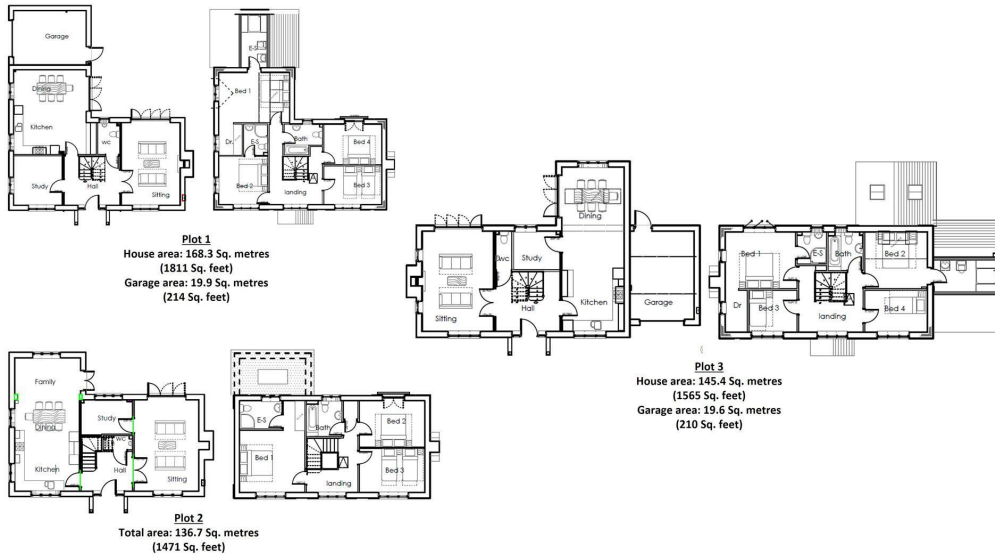 Garage
Dining
Kitchen
wc
Study
Hall
Sitting
E-S
Bed 1
Dr.
E-S
Bath
Bed 4
Bed 2
landing
Bed 3
Plot 1
House area: 168.3 Sq. metres
(1811 Sq. feet)
Garage area: 19.9 Sq. metres
(214 Sq. feet)
Dining
wc
Study
Sitting
Hall
Kitchen
Garage
Bed 1
E-S
Bath
Bed 2
Dr
Bed 3
landing
Bed 4
Plot 3
House area: 145.4 Sq. metres
(1565 Sq. feet)
Garage area: 19.6 Sq. metres
(210 Sq. feet)
Family
Dining
Study
wc
Kitchen
Hall
Sitting
E-S
Bath
Bed 2
Bed 1
landing
Bed 3
Plot 2
Total area: 136.7 Sq. metres
(1471 Sq. feet)